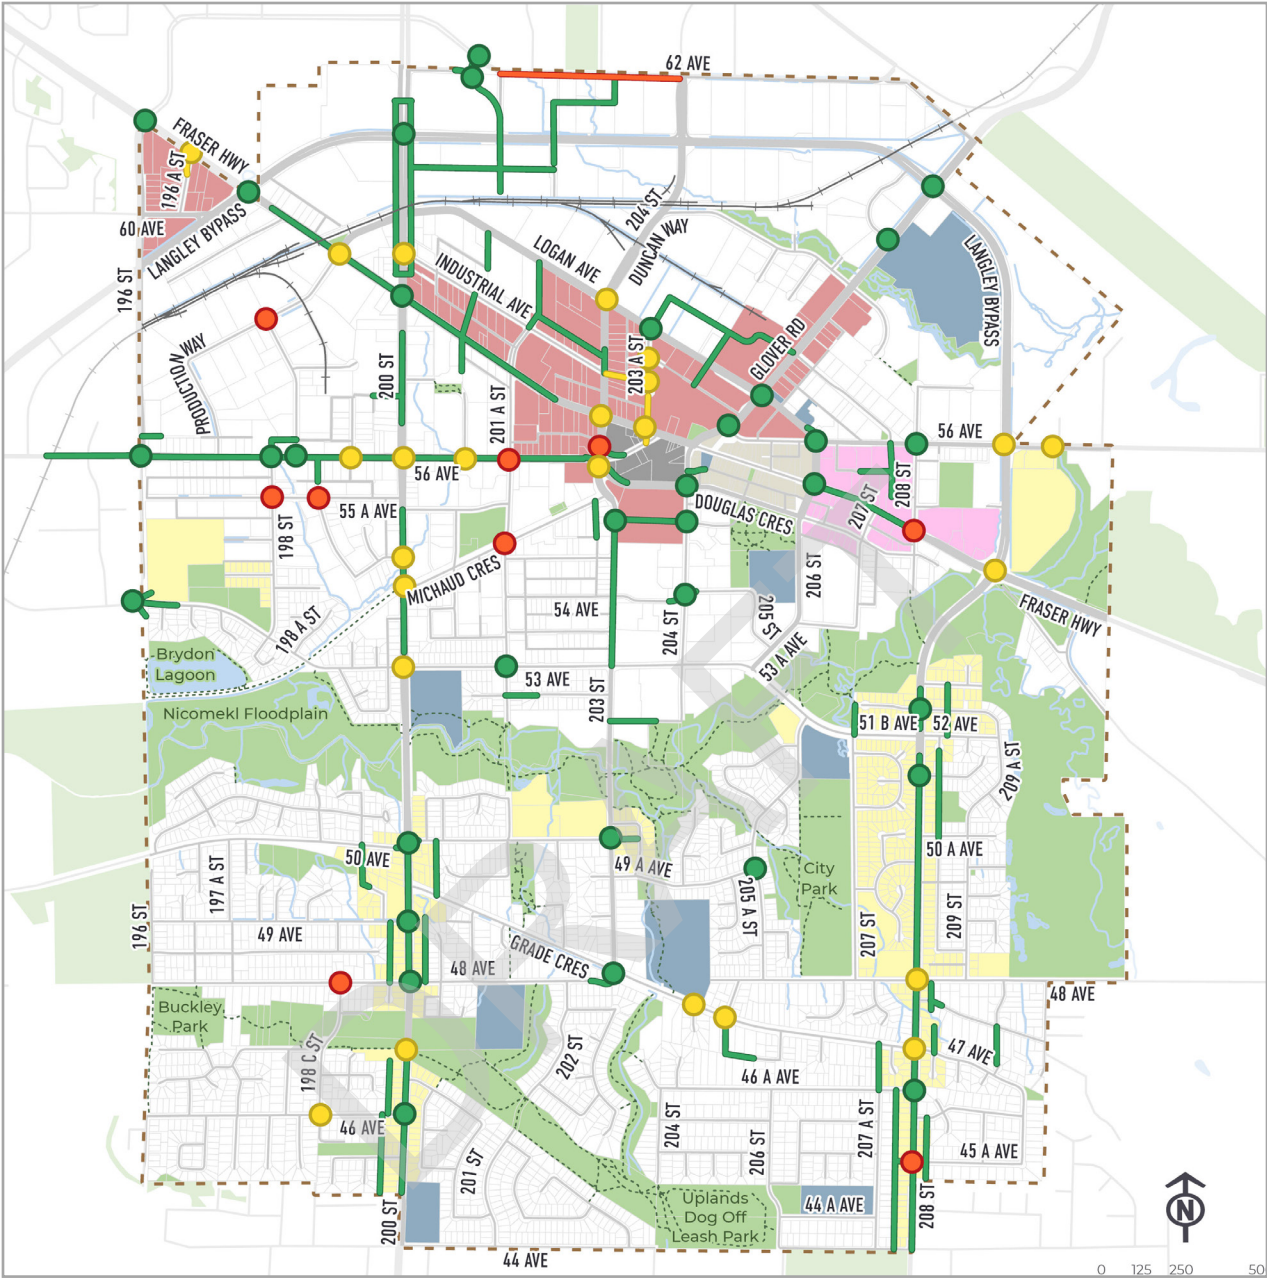 62 AVE
FRASER HWY
196 A ST
204 ST
60 AVE
LANGLEY BYPASS
DUNCAN WAY
LOGAN AVE
LANGLEY BYPASS
196 ST
INDUSTRIAL AVE
PRODUCTION WAY
200 ST
203 A ST
GLOVER RD
201 A ST
56 AVE
56 AVE
208 ST
55 A AVE
DOUGLAS CRES
207 ST
198 ST
MICHAUD CRES
206 ST
54 AVE
205 ST
204 ST
198 A ST
FRASER HWY
53 A AVE
Brydon
Lagoon
53 AVE
203 ST
Nicomekl Floodplain
51 B AVE
52 AVE
209 A ST
50 AVE
49 A AVE
50 A AVE
City
Park
197 A ST
205 A ST
196 ST
49 AVE
207 ST
209 ST
GRADE CRES
48 AVE
48 AVE
Buckley
Park
198 C ST
202 ST
47 AVE
46 A AVE
46 AVE
204 ST
206 ST
207 A ST
45 A AVE
201 ST
200 ST
Uplands
Dog Off
Leash Park
44 A AVE
208 ST
N
44 AVE
0 125 250 50